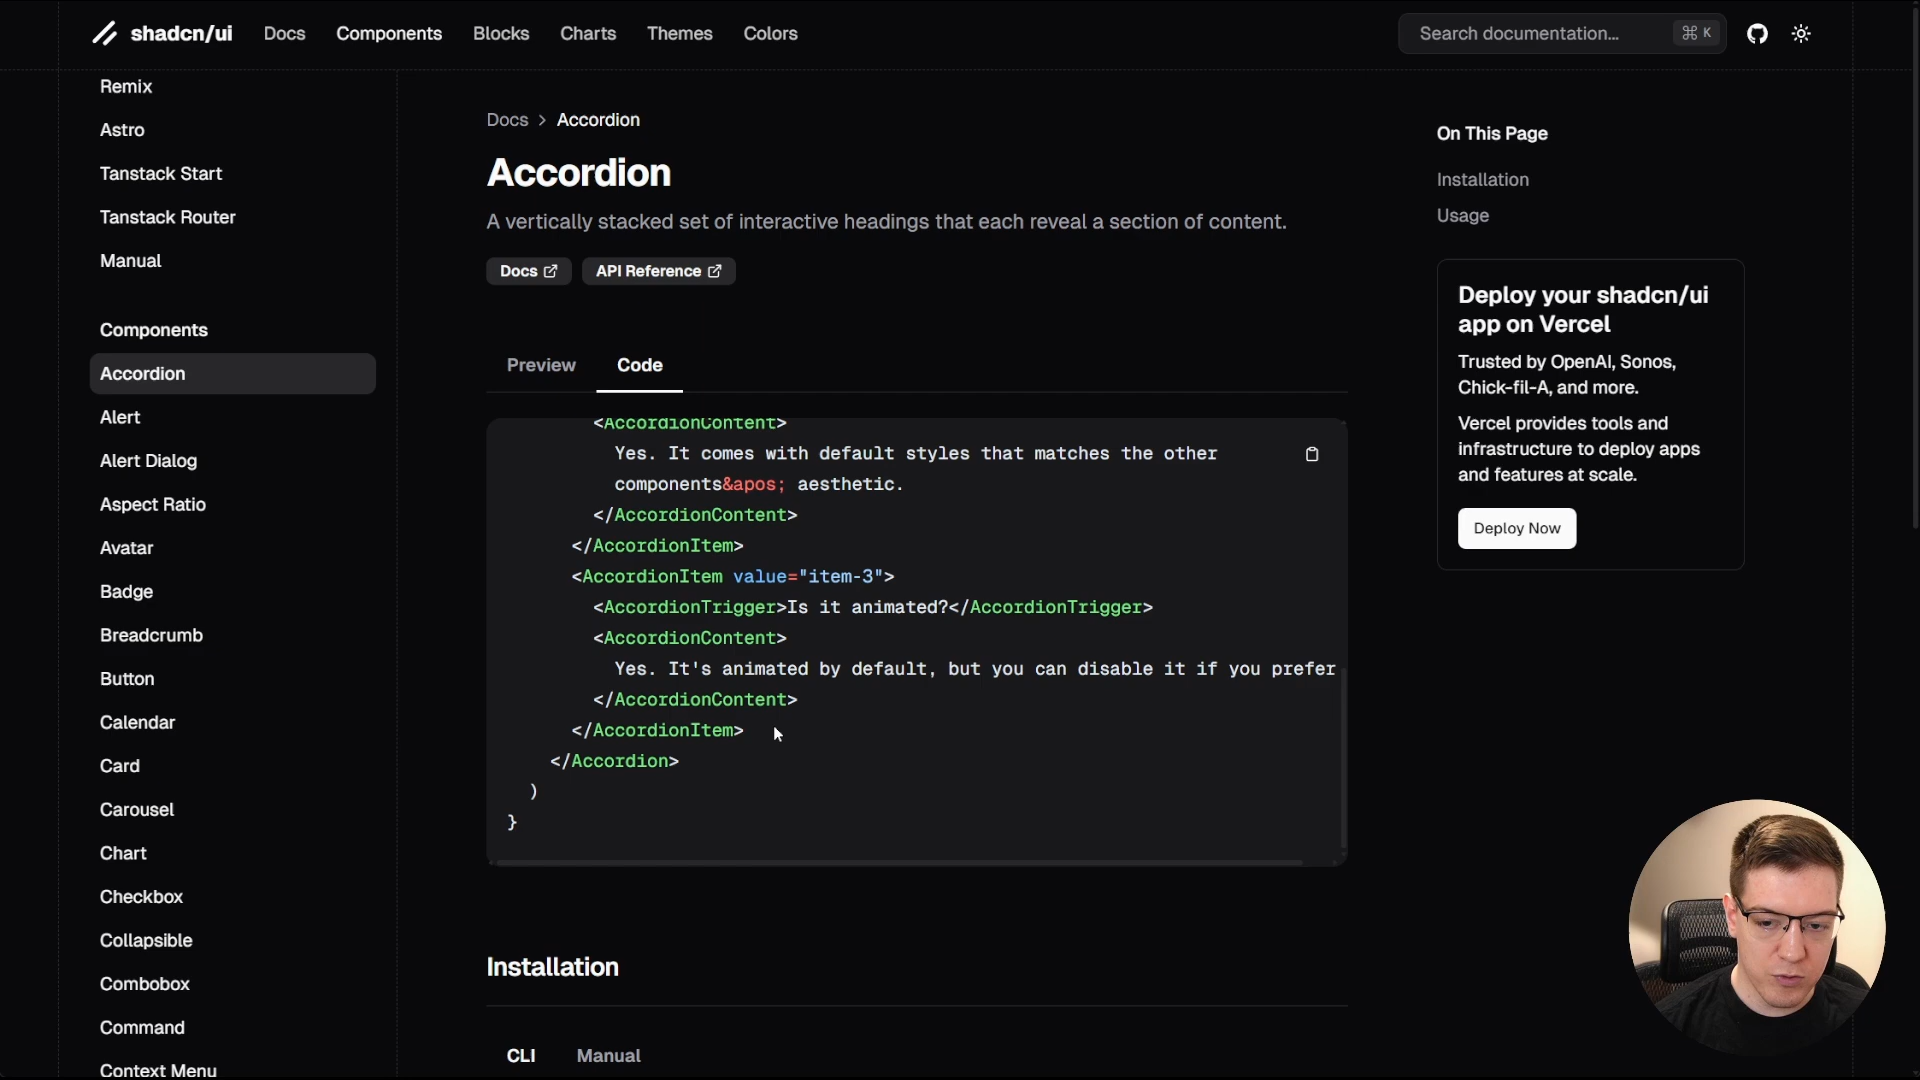 shadcn/ui
Docs
Components
Blocks
Charts
Themes
Colors
Search documentation...
⌘ K
Remix
Astro
Tanstack Start
Tanstack Router
Manual
Components
Accordion
Alert
Alert Dialog
Aspect Ratio
Avatar
Badge
Breadcrumb
Button
Calendar
Card
Carousel
Chart
Checkbox
Collapsible
Combobox
Command
Context Menu
Docs > Accordion
Accordion
A vertically stacked set of interactive headings that each reveal a section of content.
Docs
API Reference
Preview
Code
<AccordionContent>
Yes. It comes with default styles that matches the other
components&apos; aesthetic.
</AccordionContent>
</AccordionItem>
<AccordionItem value="item-3">
<AccordionTrigger>Is it animated?</AccordionTrigger>
<AccordionContent>
Yes. It's animated by default, but you can disable it if you prefer
</AccordionContent>
</AccordionItem>
</Accordion>
)
}
Installation
CLI
Manual
On This Page
Installation
Usage
Deploy your shadcn/ui
app on Vercel
Trusted by OpenAI, Sonos,
Chick-fil-A, and more.
Vercel provides tools and
infrastructure to deploy apps
and features at scale.
Deploy Now